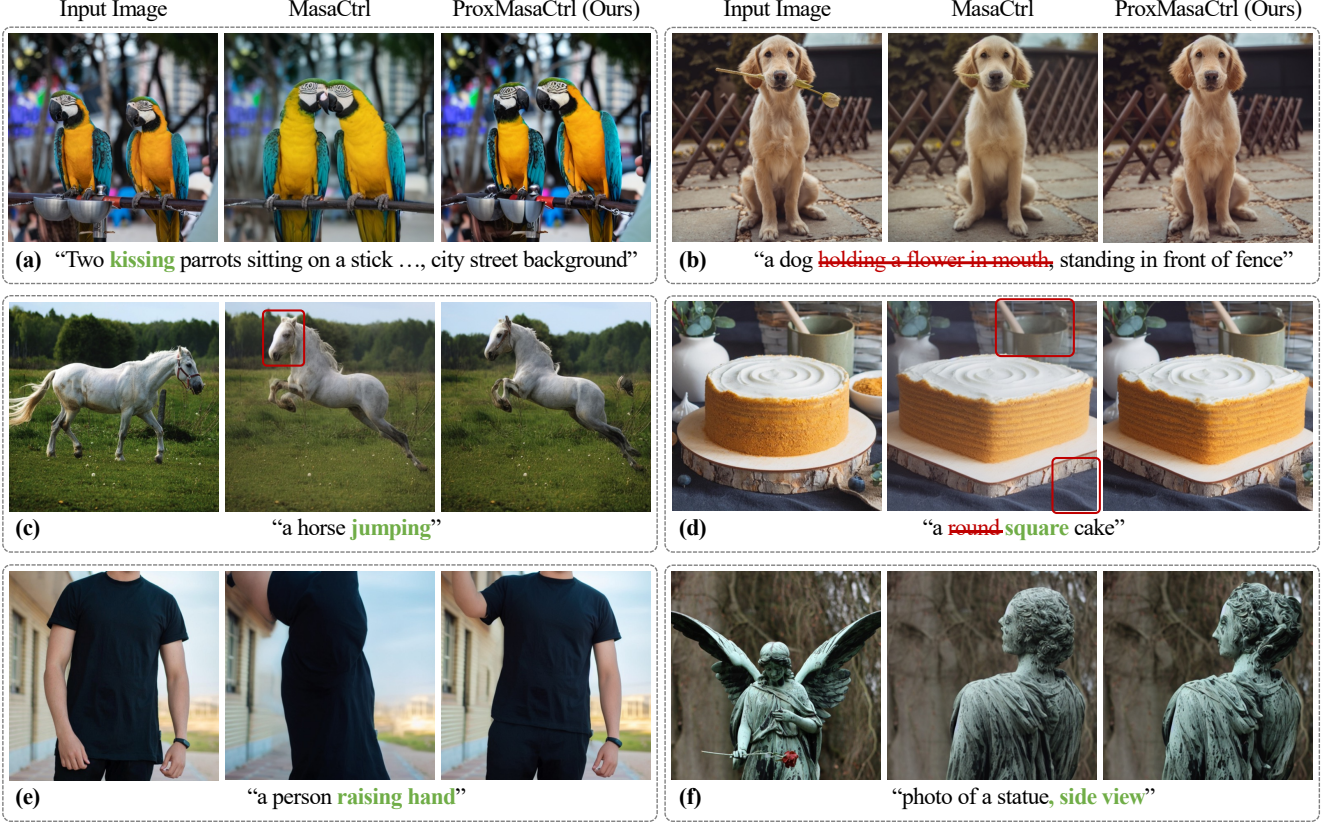 Input Image MasaCtrl ProxMasaCtrl (Ours) Input Image MasaCtrl ProxMasaCtrl (Ours)
(a) “Two kissing parrots sitting on a stick …, city street background”
(b) “a dog holding a flower in mouth, standing in front of fence”
(c) “a horse jumping”
(d) “a round square cake”
(e) “a person raising hand”
(f) “photo of a statue, side view”